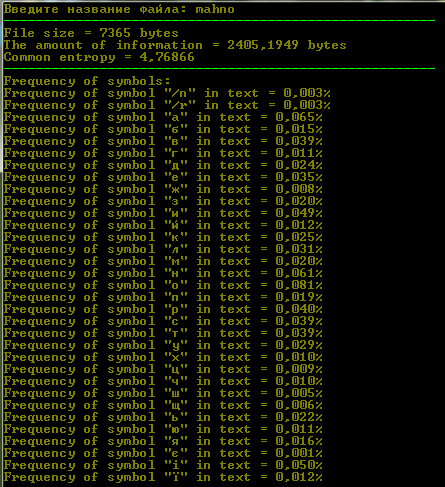 Введите название файла: mahno
File size = 7365 bytes
The amount of information = 2405,1949 bytes
Common entropy = 4,76866
Frequency of symbols:
Frequency of symbol "/n" in text = 0,003%
Frequency of symbol "/r" in text = 0,003%
Frequency of symbol "а" in text = 0,065%
Frequency of symbol "б" in text = 0,015%
Frequency of symbol "в" in text = 0,039%
Frequency of symbol "г" in text = 0,011%
Frequency of symbol "д" in text = 0,024%
Frequency of symbol "е" in text = 0,035%
Frequency of symbol "ж" in text = 0,008%
Frequency of symbol "з" in text = 0,020%
Frequency of symbol "и" in text = 0,049%
Frequency of symbol "й" in text = 0,012%
Frequency of symbol "к" in text = 0,025%
Frequency of symbol "л" in text = 0,031%
Frequency of symbol "м" in text = 0,020%
Frequency of symbol "н" in text = 0,061%
Frequency of symbol "о" in text = 0,081%
Frequency of symbol "п" in text = 0,019%
Frequency of symbol "р" in text = 0,040%
Frequency of symbol "с" in text = 0,039%
Frequency of symbol "т" in text = 0,039%
Frequency of symbol "у" in text = 0,029%
Frequency of symbol "х" in text = 0,010%
Frequency of symbol "ц" in text = 0,009%
Frequency of symbol "ч" in text = 0,010%
Frequency of symbol "ш" in text = 0,005%
Frequency of symbol "щ" in text = 0,006%
Frequency of symbol "ь" in text = 0,022%
Frequency of symbol "ю" in text = 0,011%
Frequency of symbol "я" in text = 0,016%
Frequency of symbol "є" in text = 0,001%
Frequency of symbol "і" in text = 0,050%
Frequency of symbol "ї" in text = 0,012%